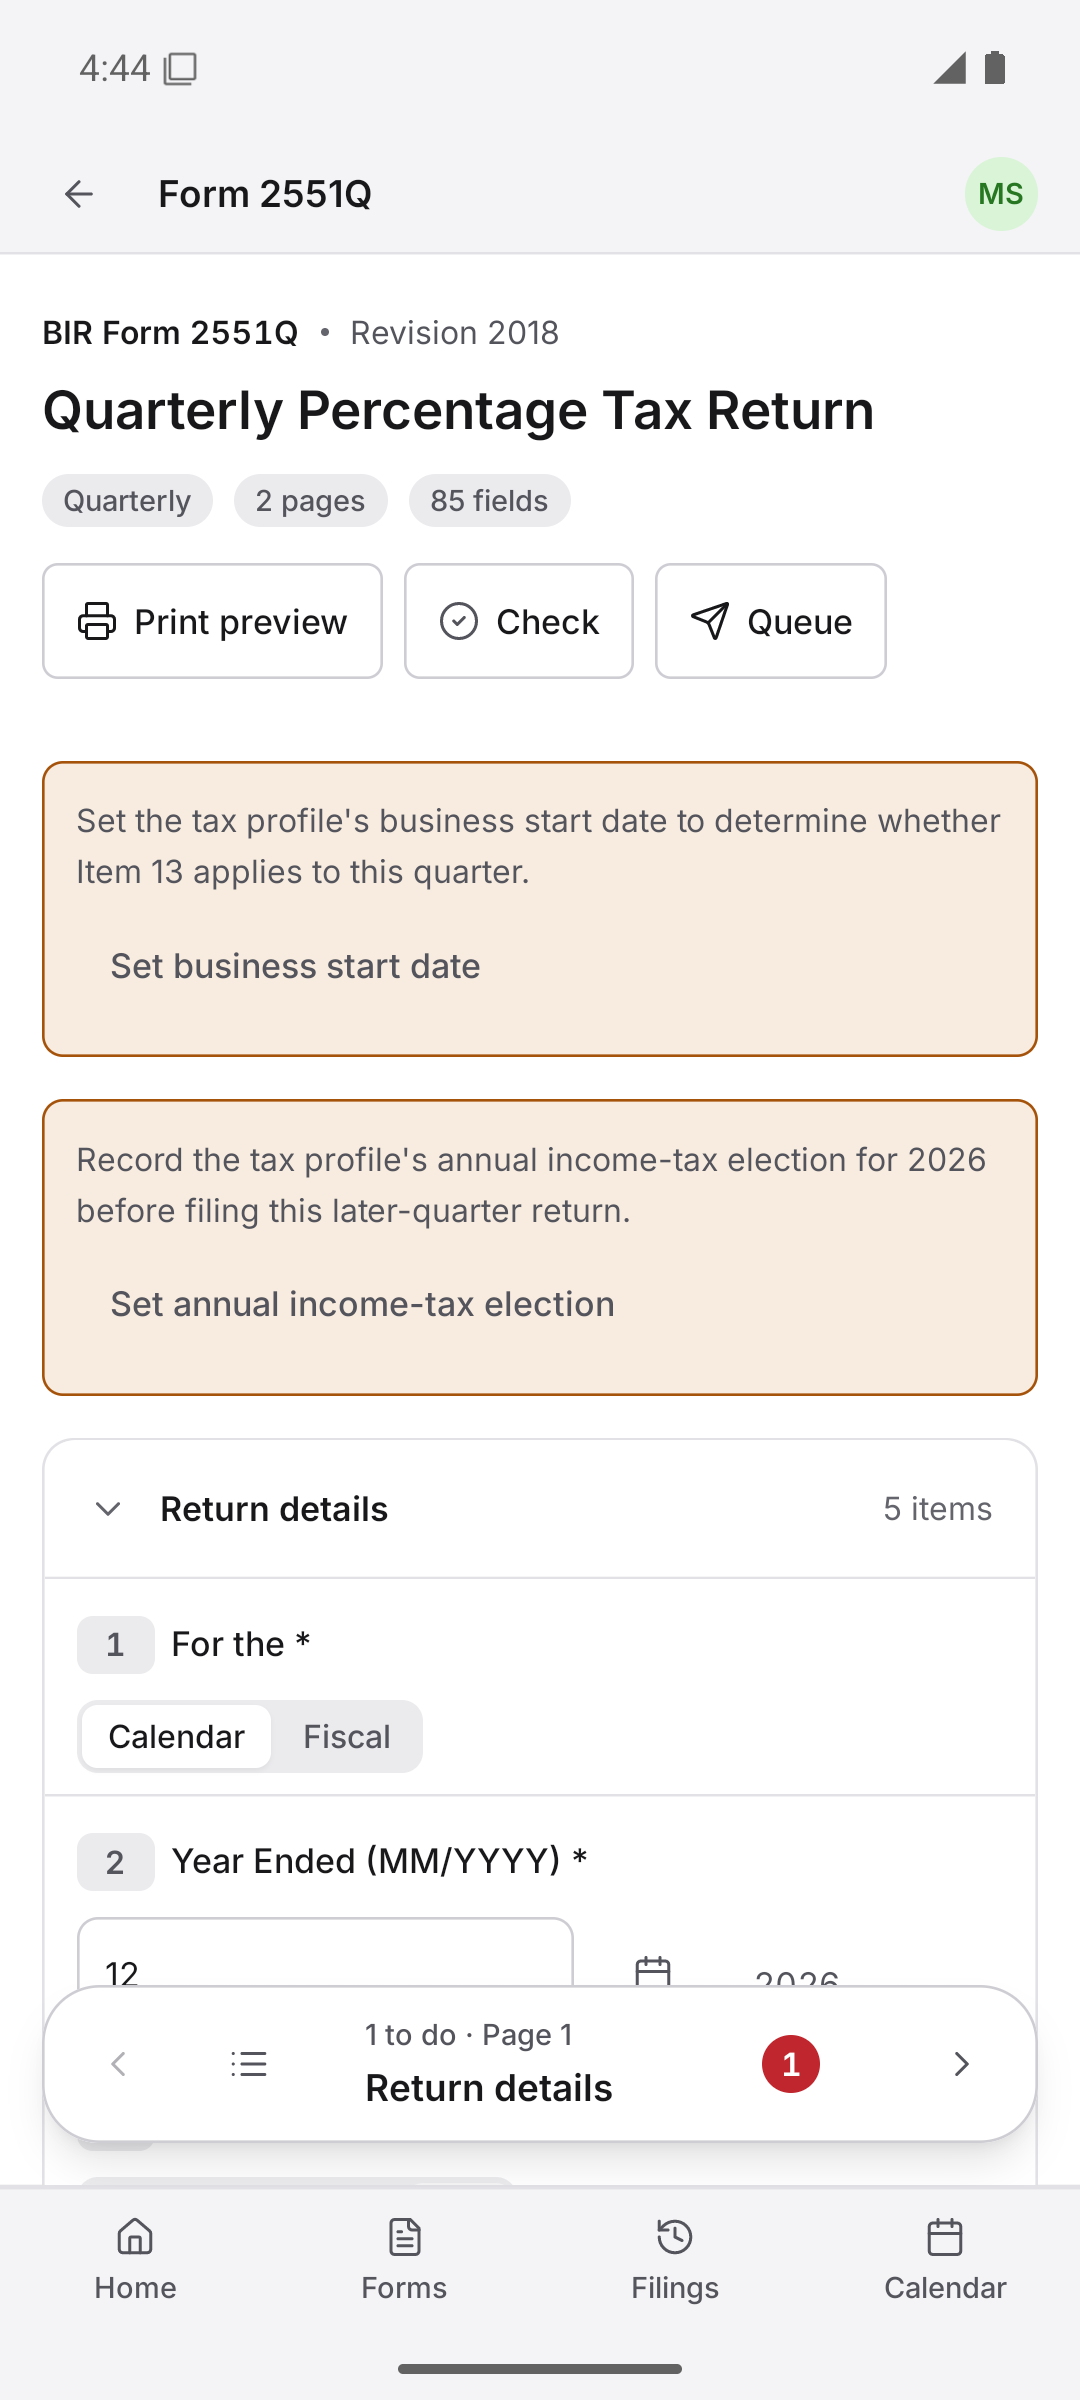 4:44
Form 2551Q
MS
BIR Form 2551Q • Revision 2018
Quarterly Percentage Tax Return
Quarterly
2 pages
85 fields
Print preview
Check
Queue
Set the tax profile's business start date to determine whether
Item 13 applies to this quarter.
Set business start date
Record the tax profile's annual income-tax election for 2026
before filing this later-quarter return.
Set annual income-tax election
Return details
5 items
1 For the *
Calendar
Fiscal
2 Year Ended (MM/YYYY) *
12
2026
1 to do · Page 1
Return details
1
Home
Forms
Filings
Calendar